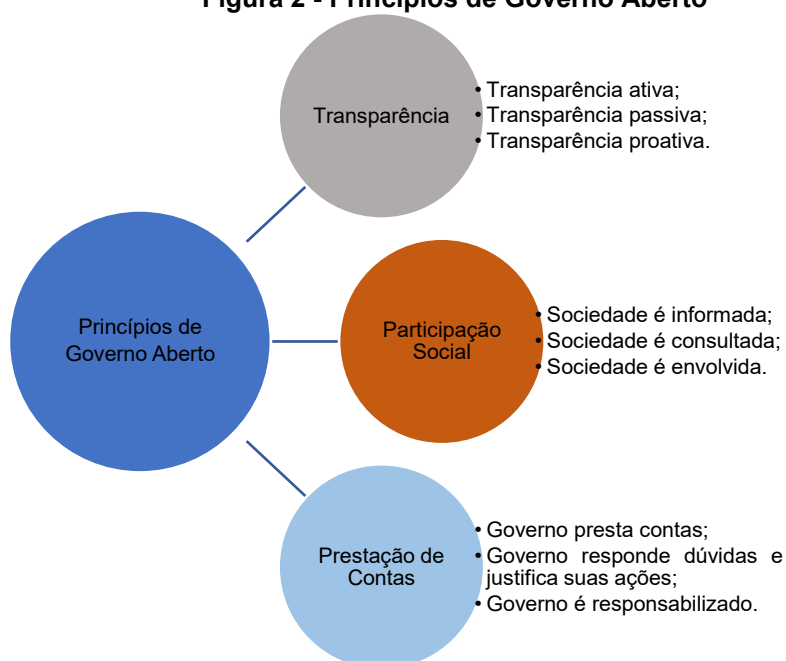 Figura 2 - Princípios de Governo Aberto
Transparência
• Transparência ativa;
• Transparência passiva;
• Transparência proativa.
Princípios de
Governo Aberto
Participação
Social
• Sociedade é informada;
• Sociedade é consultada;
• Sociedade é envolvida.
Prestação de
Contas
• Governo presta contas;
• Governo responde dúvidas e
justifica suas ações;
• Governo é responsabilizado.